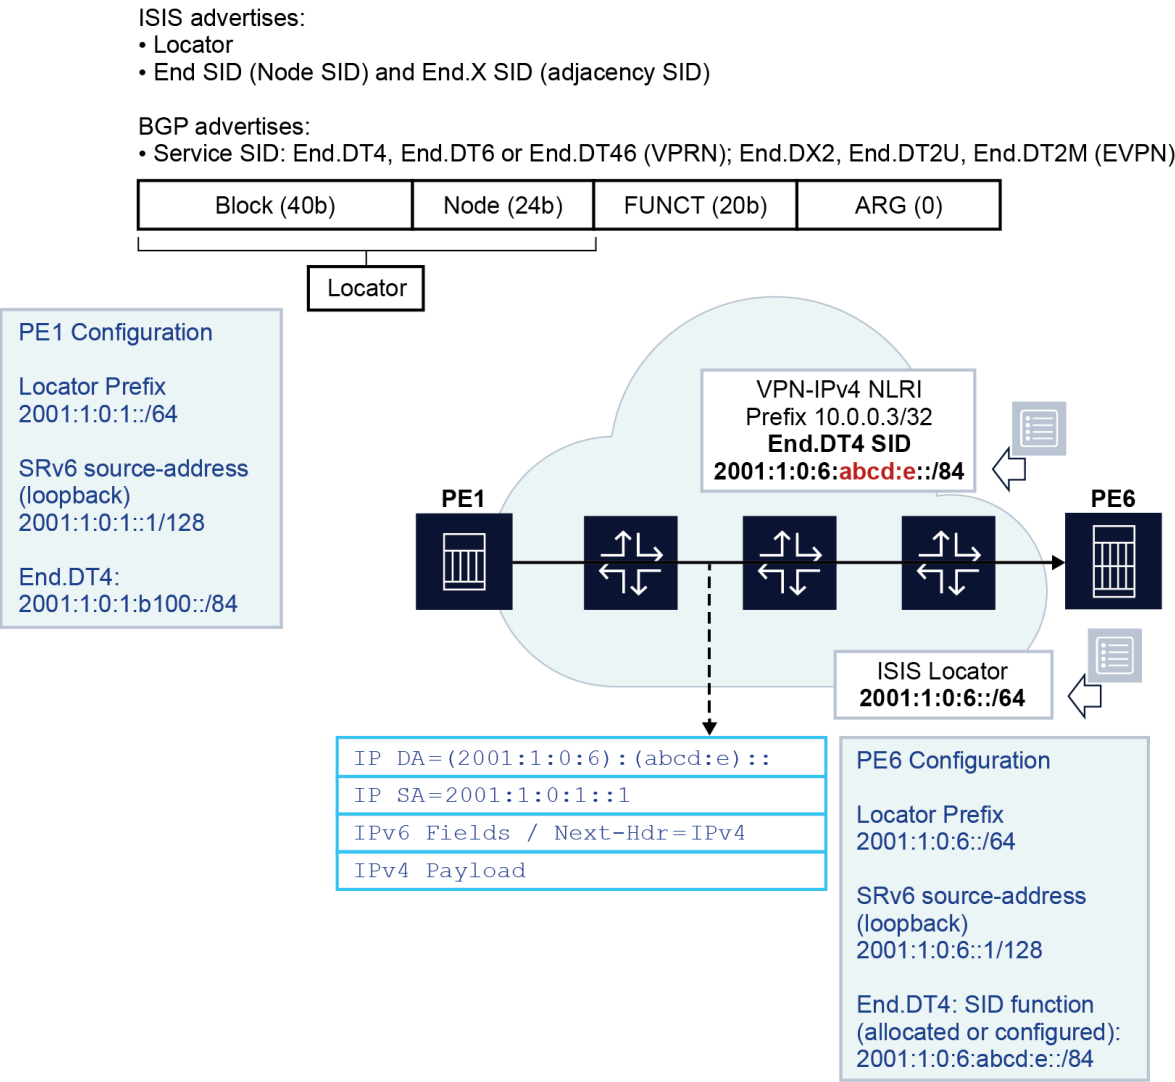 ISIS advertises:
• Locator
• End SID (Node SID) and End.X SID (adjacency SID)
BGP advertises:
• Service SID: End.DT4, End.DT6 or End.DT46 (VPRN); End.DX2, End.DT2U, End.DT2M (EVPN)
Block (40b) Node (24b) FUNCT (20b) ARG (0)
Locator
PE1 Configuration
Locator Prefix
2001:1:0:1::/64
SRv6 source-address
(loopback)
2001:1:0:1::1/128
End.DT4:
2001:1:0:1:b100::/84
VPN-IPv4 NLRI
Prefix 10.0.0.3/32
End.DT4 SID
2001:1:0:6:abcd:e::/84
PE1
PE6
ISIS Locator
2001:1:0:6::/64
IP DA=(2001:1:0:6):(abcd:e)::
IP SA=2001:1:0:1::1
IPv6 Fields / Next-Hdr=IPv4
IPv4 Payload
PE6 Configuration
Locator Prefix
2001:1:0:6::/64
SRv6 source-address
(loopback)
2001:1:0:6::1/128
End.DT4: SID function
(allocated or configured):
2001:1:0:6:abcd:e::/84